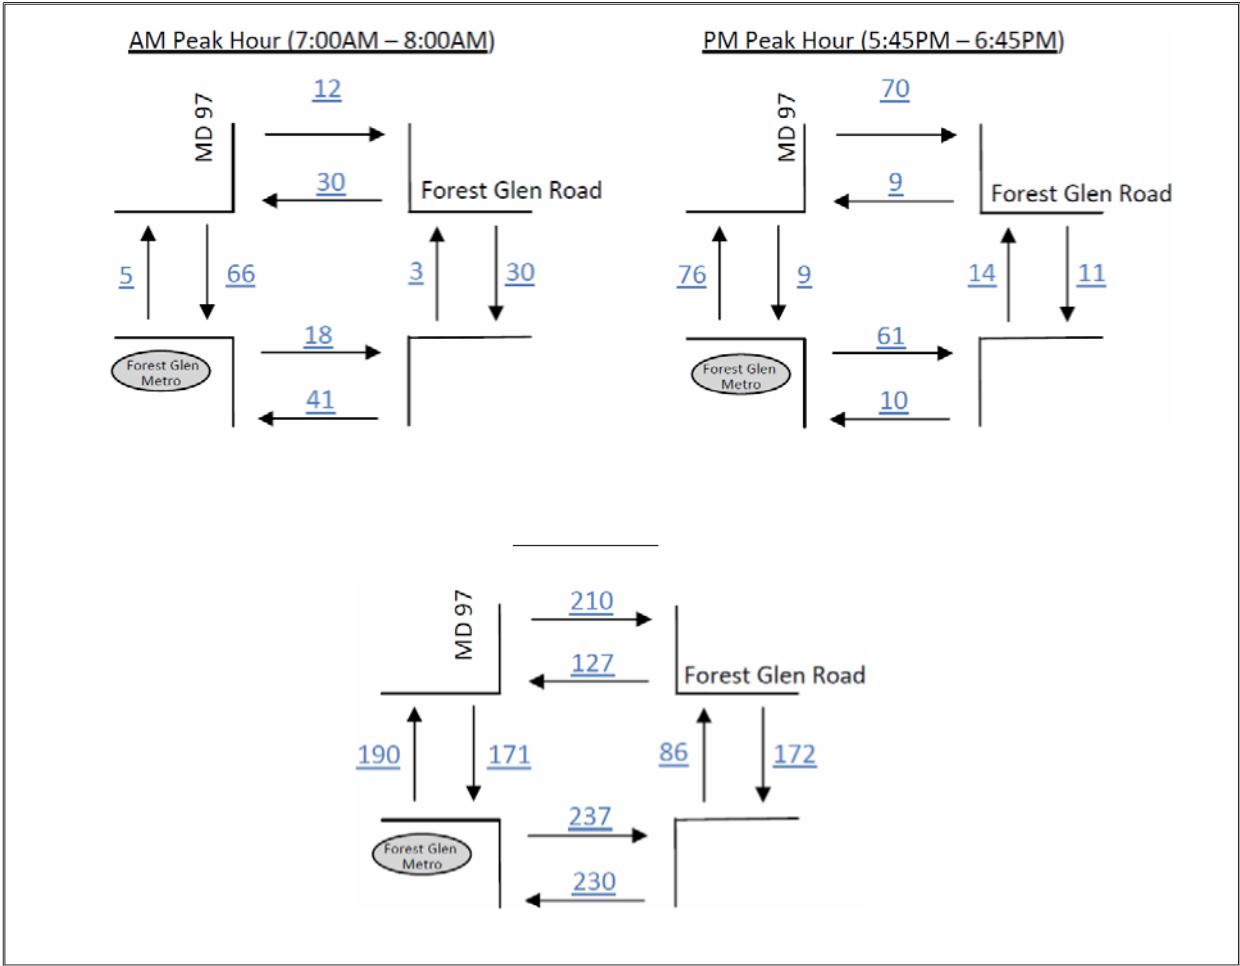 AM Peak Hour (7:00AM – 8:00AM)
MD 97
12
30
Forest Glen Road
5
66
3
30
18
41
Forest Glen
Metro
PM Peak Hour (5:45PM – 6:45PM)
MD 97
70
9
Forest Glen Road
76
9
14
11
61
10
Forest Glen
Metro
MD 97
210
127
Forest Glen Road
190
171
86
172
237
230
Forest Glen
Metro